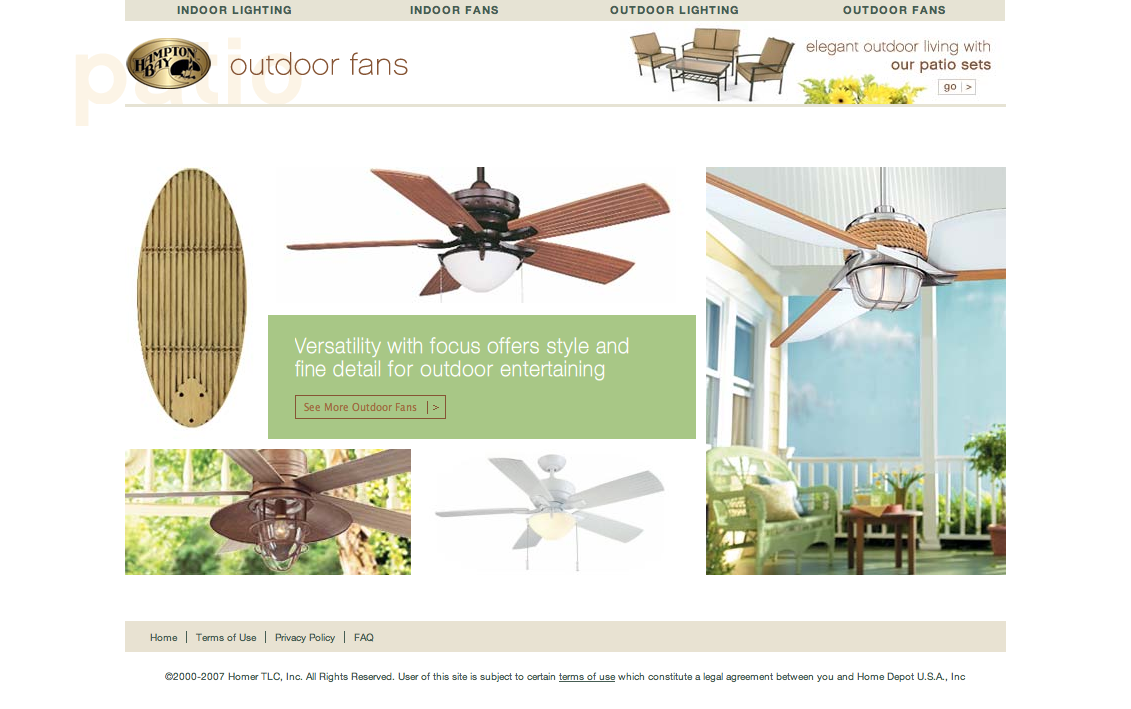 INDOOR LIGHTING INDOOR FANS OUTDOOR LIGHTING OUTDOOR FANS
patio
HAMPTON
BAY
outdoor fans
elegant outdoor living with
our patio sets
go | >
Versatility with focus offers style and
fine detail for outdoor entertaining
See More Outdoor Fans | >
Home | Terms of Use | Privacy Policy | FAQ
©2000-2007 Homer TLC, Inc. All Rights Reserved. User of this site is subject to certain terms of use which constitute a legal agreement between you and Home Depot U.S.A., Inc